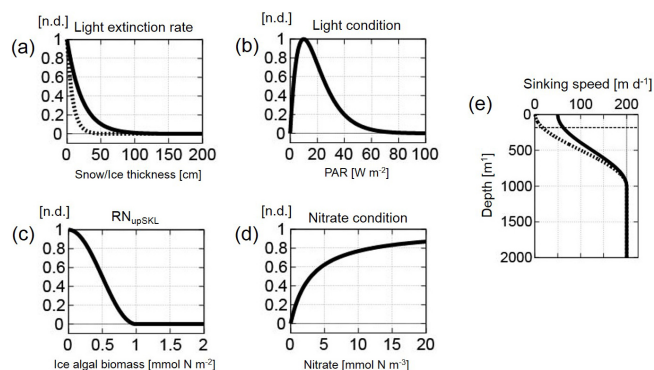 [n.d.] Light extinction rate
(a)
1
0.8
0.6
0.4
0.2
0
0 50 100 150 200
Snow/Ice thickness [cm]
[n.d.] Light condition
(b)
1
0.8
0.6
0.4
0.2
0
0 20 40 60 80 100
PAR [W m-2]
[n.d.] RNupSKL
(c)
1
0.8
0.6
0.4
0.2
0
0 0.5 1 1.5 2
Ice algal biomass [mmol N m-2]
[n.d.] Nitrate condition
(d)
1
0.8
0.6
0.4
0.2
0
0 5 10 15 20
Nitrate [mmol N m-3]
Sinking speed [m d-1]
(e)
0 50 100 150 200
0
500
1000
1500
2000
Depth [m1]